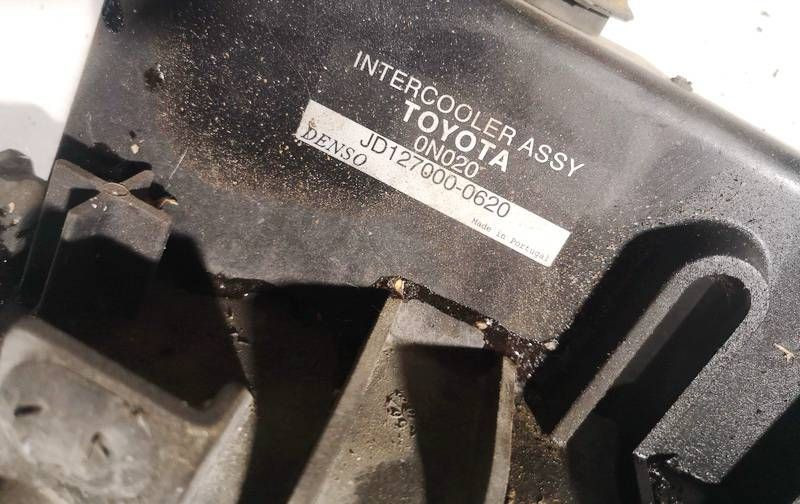 INTERCOOLER ASSY
TOYOTA
0N020
JD127000-0620
DENSO
Made in Portugal